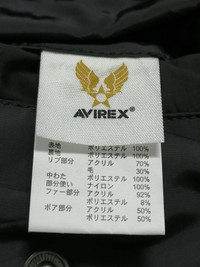 AVIREX®
表地 ポリエステル 100%
裏地 ポリエステル 100%
リブ部分 アクリル 70%
毛 30%
中わた ポリエステル 100%
部分使い ナイロン 100%
ファー部分 アクリル 92%
ポリエステル 8%
ボア部分 アクリル 50%
ポリエステル 50%